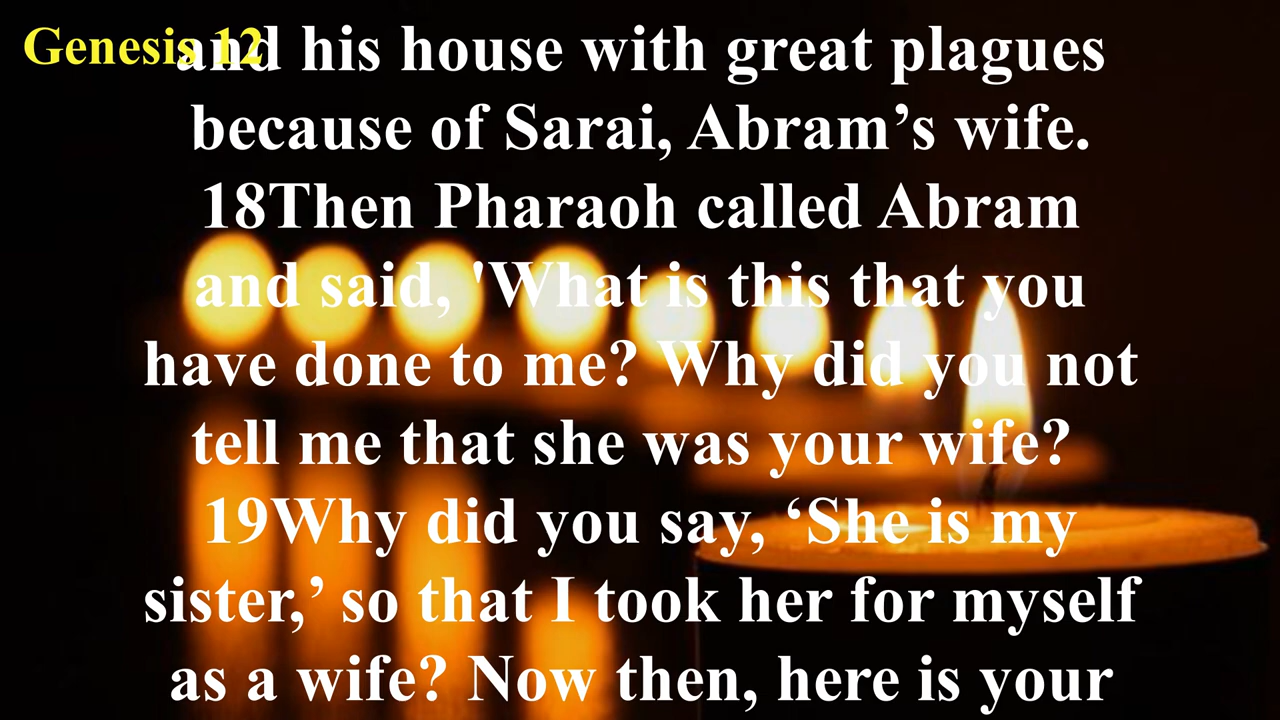 Genesis 12
and his house with great plagues
because of Sarai, Abram’s wife.
18Then Pharaoh called Abram
and said, 'What is this that you
have done to me? Why did you not
tell me that she was your wife?
19Why did you say, ‘She is my
sister,’ so that I took her for myself
as a wife? Now then, here is your